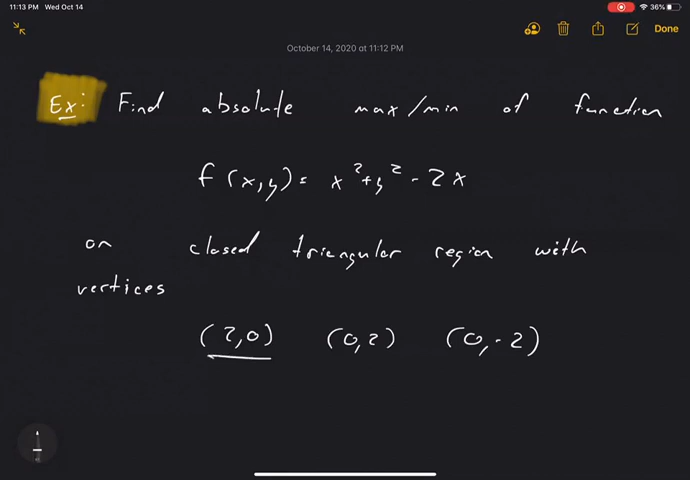 11:13 PM Wed Oct 14 36%
Done
October 14, 2020 at 11:12 PM
Ex: Find absolute max/min of function
f(x,y) = x² + y² - 2x
on closed triangular region with
vertices
(2,0) (0,2) (0,-2)